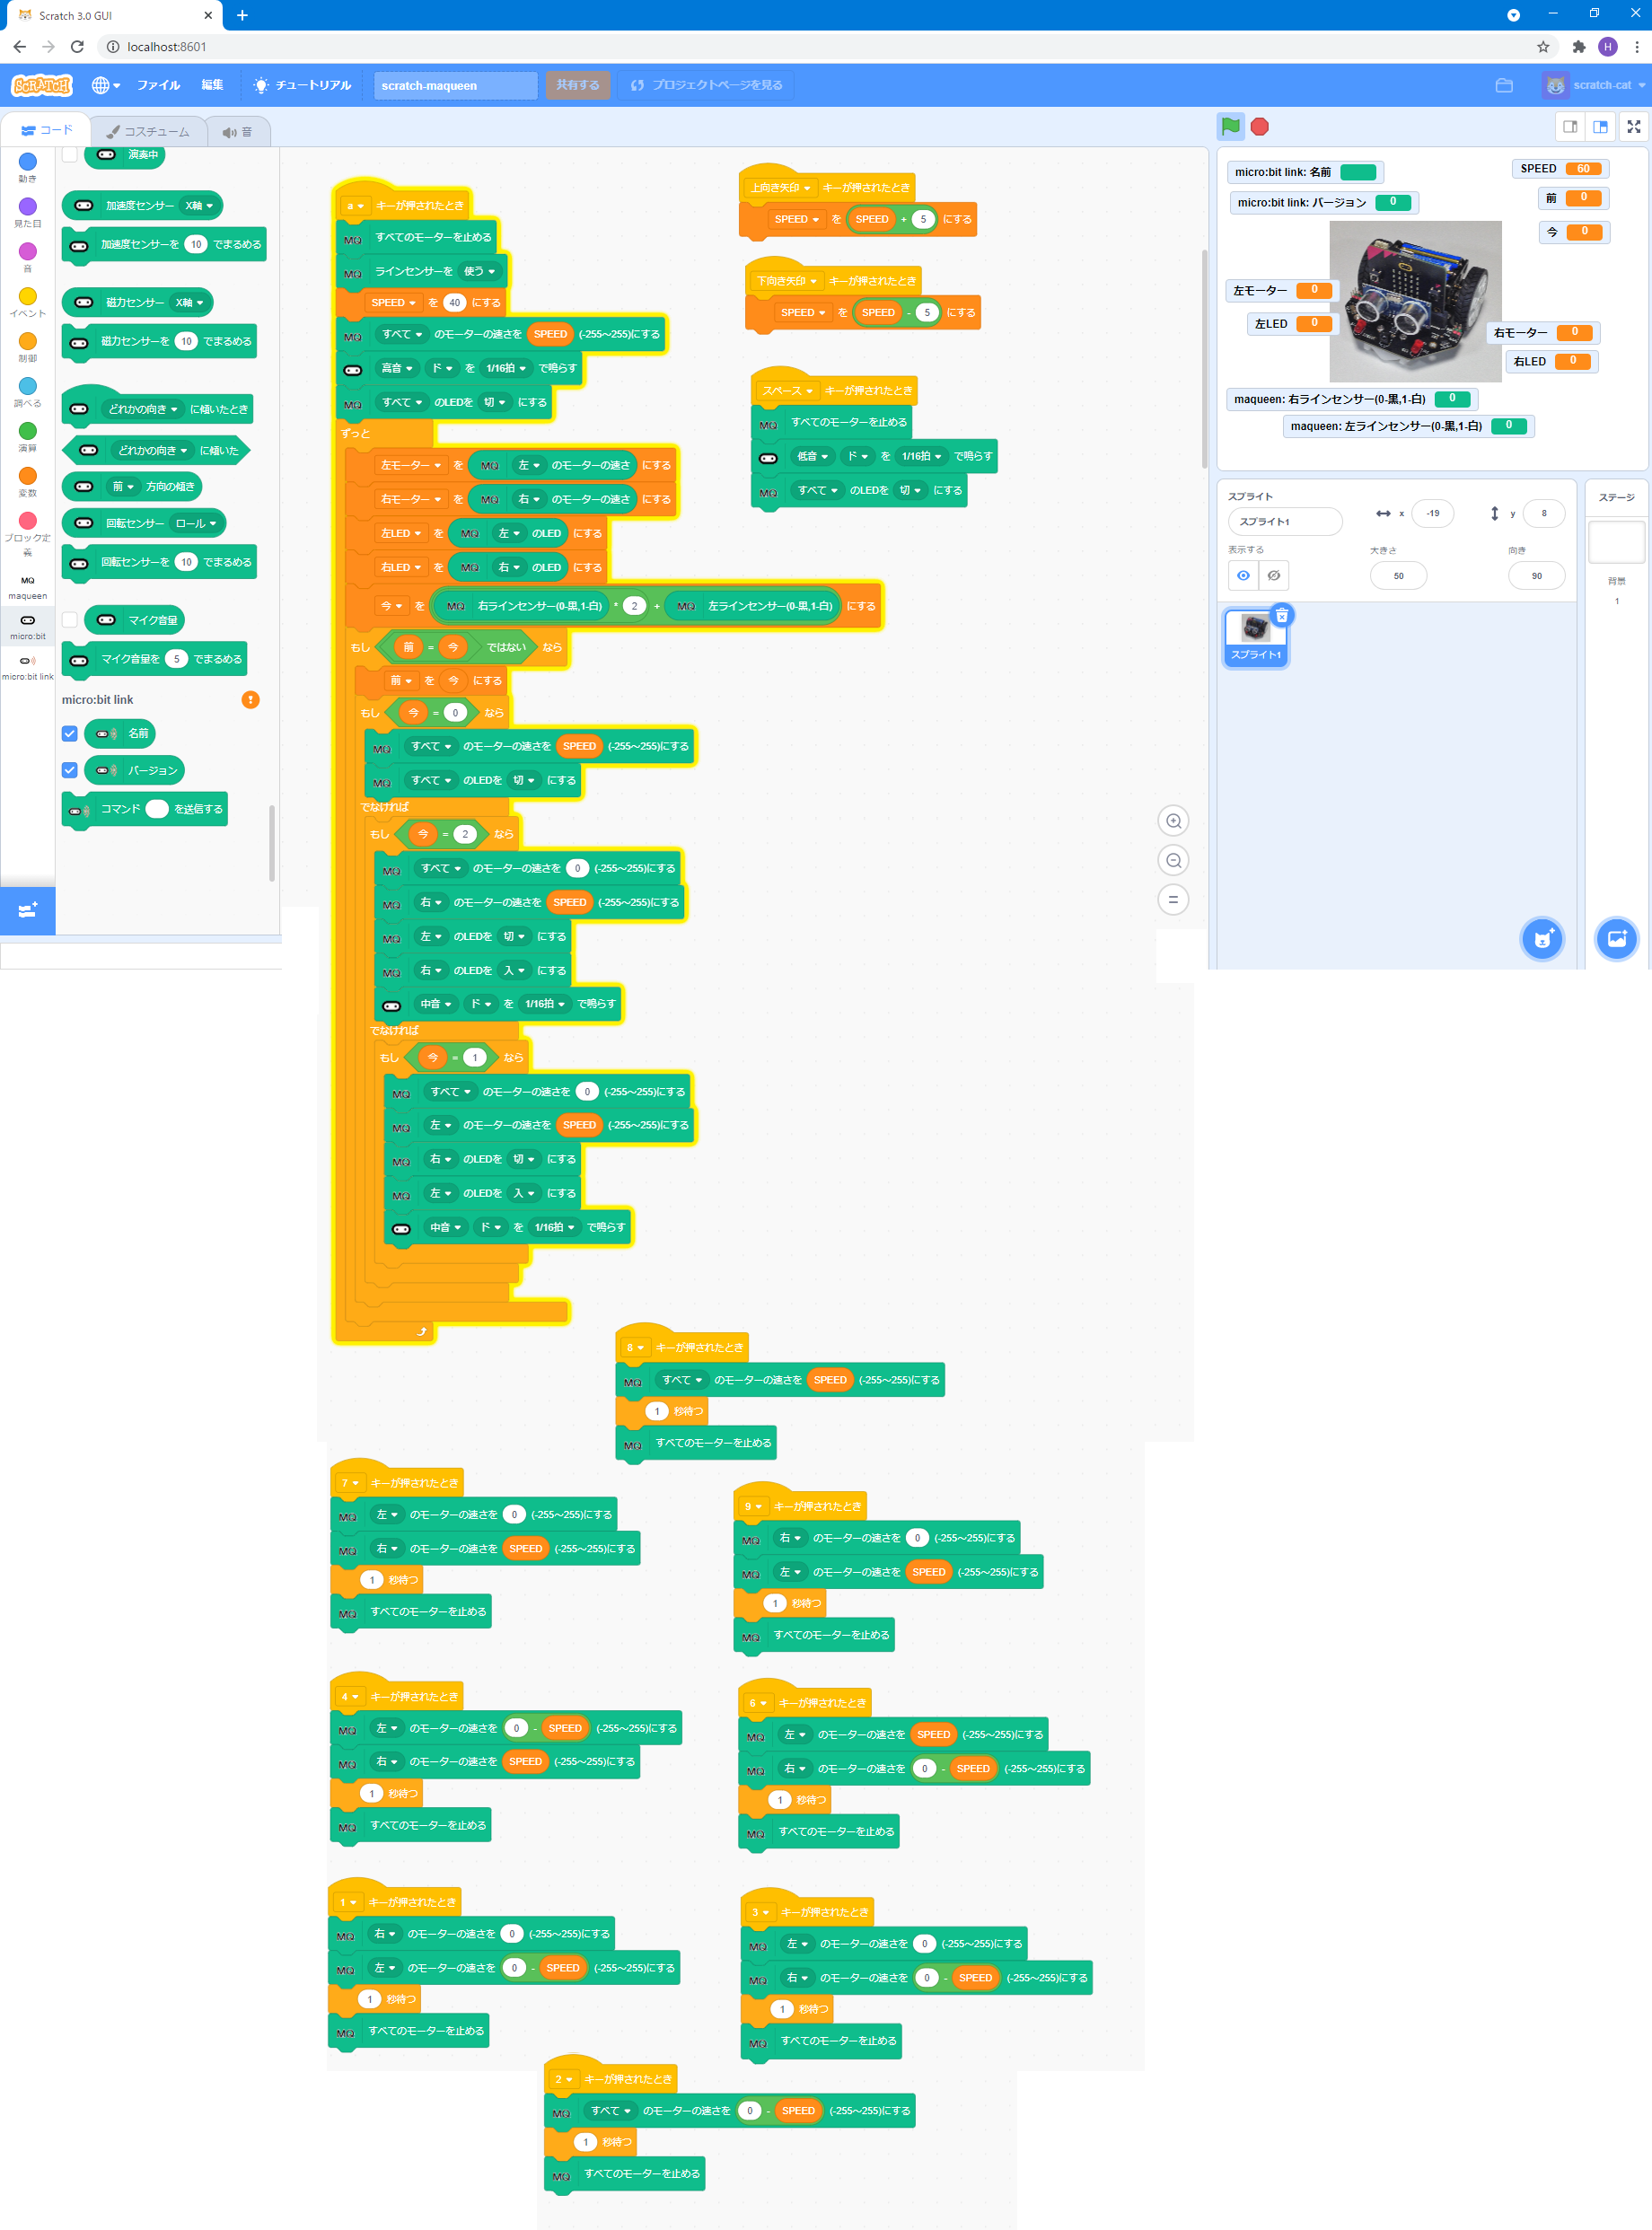 Scratch 3.0 GUI
localhost:8601
H
SCRATCH
ファイル
編集
チュートリアル
scratch-maqueen
共有する
プロジェクトページを見る
scratch-cat
コード
コスチューム
音
動き
見た目
音
イベント
制御
調べる
演算
変数
ブロック定義
MQ
maqueen
micro:bit
micro:bit link
演奏中
加速度センサー X軸
加速度センサーを 10 でまるめる
磁力センサー X軸
磁力センサーを 10 でまるめる
どれかの向き に傾いたとき
どれかの向き に傾いた
前 方向の傾き
回転センサー ロール
回転センサーを 10 でまるめる
マイク音量
マイク音量を 5 でまるめる
micro:bit link
名前
バージョン
コマンド を送信する
a キーが押されたとき
MQ すべてのモーターを止める
MQ ラインセンサーを 使う
SPEED を 40 にする
MQ すべて のモーターの速さを SPEED (-255～255)にする
高音 ド を 1/16拍 で鳴らす
MQ すべて のLEDを 切 にする
ずっと
左モーター を MQ 左 のモーターの速さ にする
右モーター を MQ 右 のモーターの速さ にする
左LED を MQ 左 のLED にする
右LED を MQ 右 のLED にする
今 を MQ 右ラインセンサー(0-黒,1-白) * 2 + MQ 左ラインセンサー(0-黒,1-白) にする
もし 前 = 今 ではない なら
前 を 今 にする
もし 今 = 0 なら
MQ すべて のモーターの速さを SPEED (-255～255)にする
MQ すべて のLEDを 切 にする
でなければ
もし 今 = 2 なら
MQ すべて のモーターの速さを 0 (-255～255)にする
MQ 右 のモーターの速さを SPEED (-255～255)にする
MQ 左 のLEDを 切 にする
MQ 右 のLEDを 入 にする
中音 ド を 1/16拍 で鳴らす
でなければ
もし 今 = 1 なら
MQ すべて のモーターの速さを 0 (-255～255)にする
MQ 左 のモーターの速さを SPEED (-255～255)にする
MQ 右 のLEDを 切 にする
MQ 左 のLEDを 入 にする
中音 ド を 1/16拍 で鳴らす
上向き矢印 キーが押されたとき
SPEED を SPEED + 5 にする
下向き矢印 キーが押されたとき
SPEED を SPEED - 5 にする
スペース キーが押されたとき
MQ すべてのモーターを止める
低音 ド を 1/16拍 で鳴らす
MQ すべて のLEDを 切 にする
micro:bit link: 名前
micro:bit link: バージョン 0
SPEED 60
前 0
今 0
左モーター 0
左LED 0
右モーター 0
右LED 0
maqueen: 右ラインセンサー(0-黒,1-白) 0
maqueen: 左ラインセンサー(0-黒,1-白) 0
スプライト
スプライト1
x -19
y 8
表示する
大きさ
向き
50
90
スプライト1
ステージ
背景
1
8 キーが押されたとき
MQ すべて のモーターの速さを SPEED (-255～255)にする
1 秒待つ
MQ すべてのモーターを止める
7 キーが押されたとき
MQ 左 のモーターの速さを 0 (-255～255)にする
MQ 右 のモーターの速さを SPEED (-255～255)にする
1 秒待つ
MQ すべてのモーターを止める
9 キーが押されたとき
MQ 右 のモーターの速さを 0 (-255～255)にする
MQ 左 のモーターの速さを SPEED (-255～255)にする
1 秒待つ
MQ すべてのモーターを止める
4 キーが押されたとき
MQ 左 のモーターの速さを 0 - SPEED (-255～255)にする
MQ 右 のモーターの速さを SPEED (-255～255)にする
1 秒待つ
MQ すべてのモーターを止める
6 キーが押されたとき
MQ 左 のモーターの速さを SPEED (-255～255)にする
MQ 右 のモーターの速さを 0 - SPEED (-255～255)にする
1 秒待つ
MQ すべてのモーターを止める
1 キーが押されたとき
MQ 右 のモーターの速さを 0 (-255～255)にする
MQ 左 のモーターの速さを 0 - SPEED (-255～255)にする
1 秒待つ
MQ すべてのモーターを止める
3 キーが押されたとき
MQ 左 のモーターの速さを 0 (-255～255)にする
MQ 右 のモーターの速さを 0 - SPEED (-255～255)にする
1 秒待つ
MQ すべてのモーターを止める
2 キーが押されたとき
MQ すべて のモーターの速さを 0 - SPEED (-255～255)にする
1 秒待つ
MQ すべてのモーターを止める